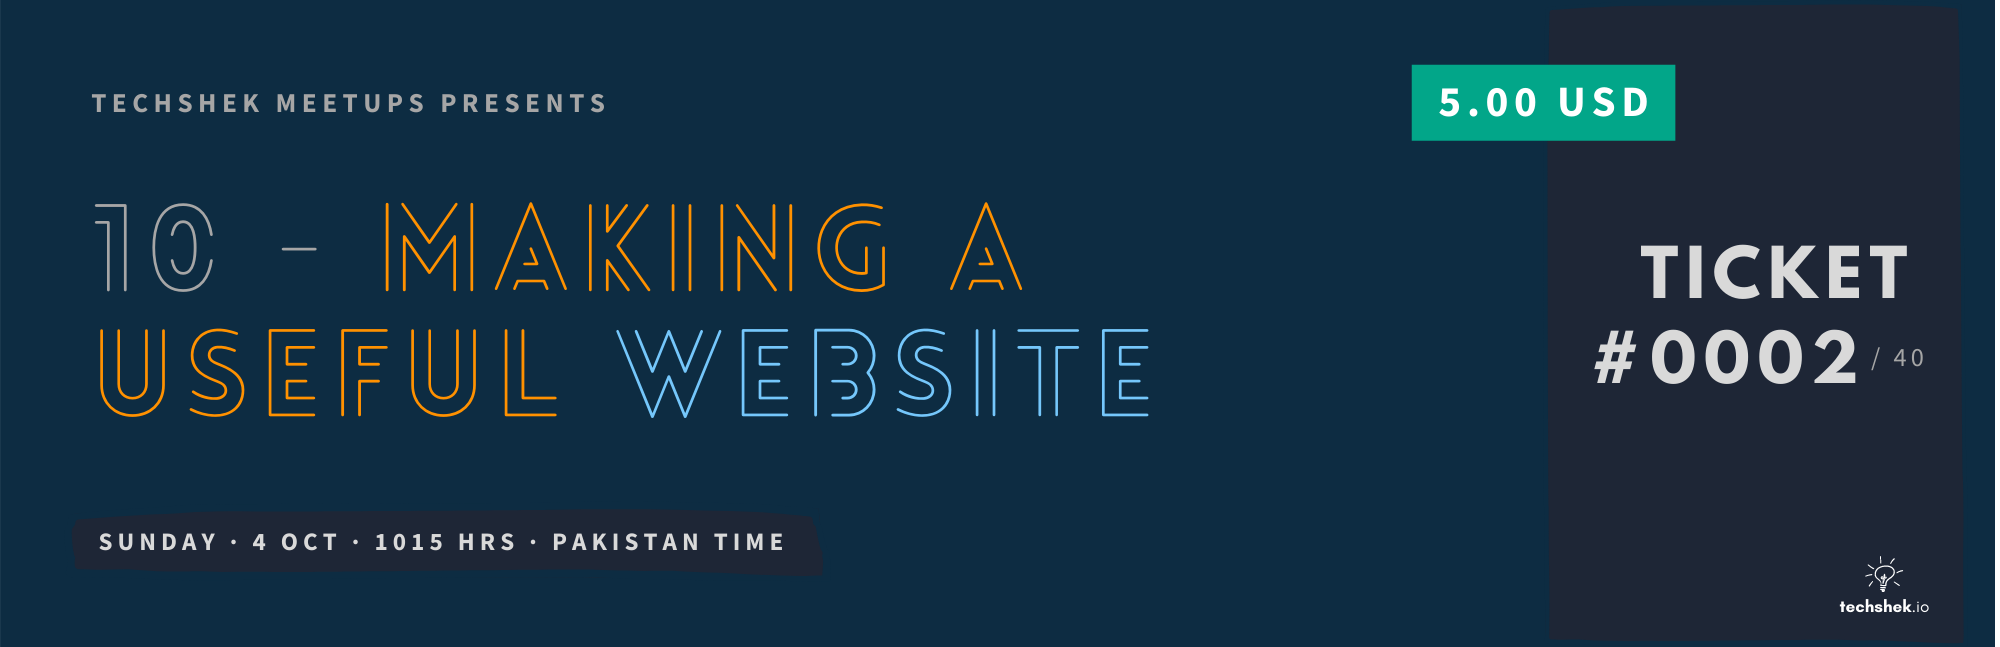 TECHSHEK MEETUPS PRESENTS
5.00 USD
10 - MAKING A
USEFUL WEBSITE
TICKET
#0002 / 40
SUNDAY · 4 OCT · 1015 HRS · PAKISTAN TIME
techshek.io